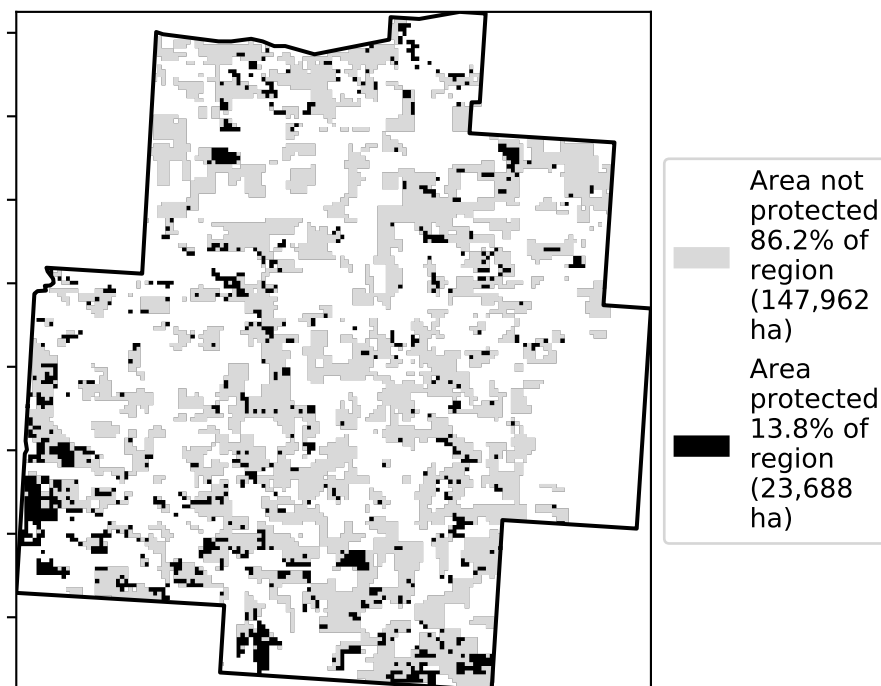 Area not
protected
86.2% of
region
(147,962
ha)
Area
protected
13.8% of
region
(23,688
ha)